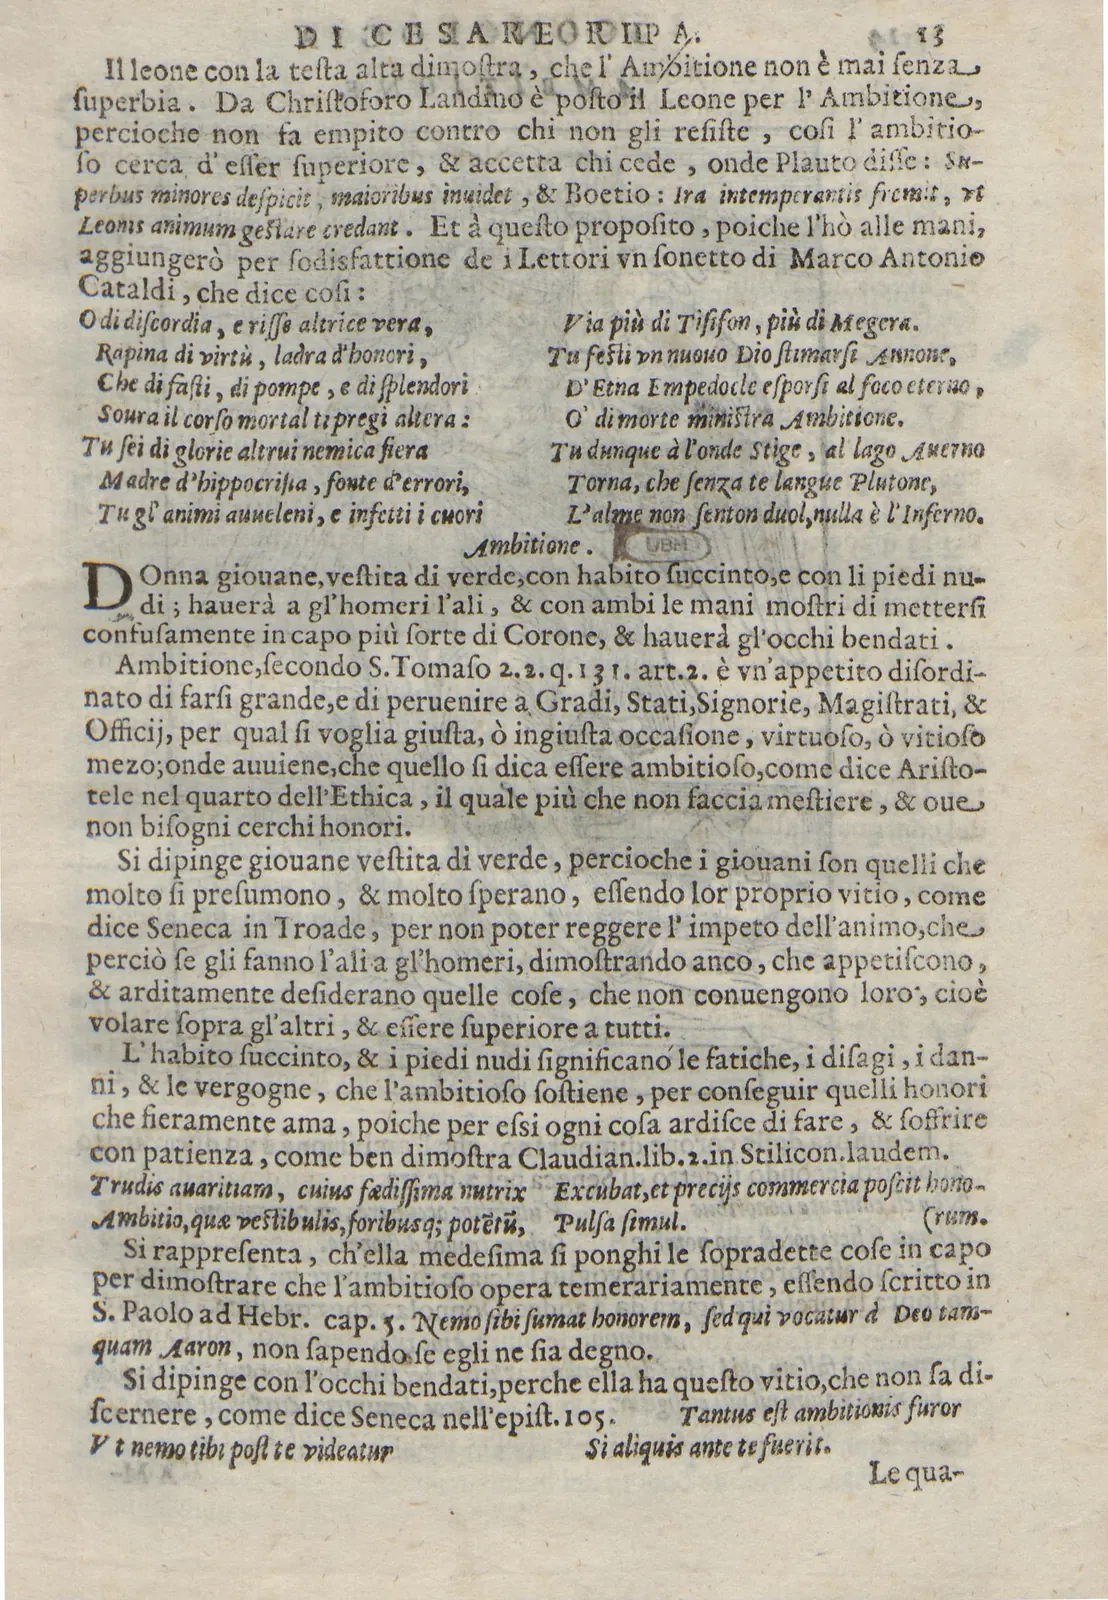 DI CESARE RIPA. 13
Il leone con la testa alta dimostra, che l' Ambitione non è mai senza
superbia. Da Christoforo Landino è posto il Leone per l' Ambitione,
percioche non fa empito contro chi non gli resiste, così l' ambitio-
so cerca d' esser superiore, & accetta chi cede, onde Plauto disse: Su-
perbus minores despicit, maioribus inuidet, & Boetio: Ira intemperantis fremit, vt
Leonis animum gestare credant. Et à questo proposito, poiche l'hò alle mani,
aggiungerò per sodisfattione de i Lettori vn sonetto di Marco Antonio
Cataldi, che dice così:
O di discordia, e risse altrice vera,
Rapina di virtù, ladra d'honori,
Che di fasti, di pompe, e di splendori
Soura il corso mortal ti pregi altera:
Tu sei di glorie altrui nemica fiera
Madre d'hippocrisia, fonte d'errori,
Tu gl' animi auueleni, e infetti i cuori
Via più di Tisifon, più di Megera.
Tu festi vn nuouo Dio stimarsi Annone,
D' Etna Empedocle esporsi al foco eterno,
O' di morte ministra Ambitione.
Tu dunque à l'onde Stige, al lago Auerno
Torna, che senza te langue Plutone,
L'alme non senton duol, nulla è l'Inferno.
Ambitione.
UBH
DOnna giouane, vestita di verde, con habito succinto, e con li piedi nu-
di; hauerà a gl'homeri l'ali, & con ambi le mani mostri di mettersi
confusamente in capo più sorte di Corone, & hauerà gl'occhi bendati.
Ambitione, secondo S. Tomaso 2.2.q.131. art.2. è vn'appetito disordi-
nato di farsi grande, e di peruenire a Gradi, Stati, Signorie, Magistrati, &
Officij, per qual si voglia giusta, ò ingiusta occasione, virtuoso, ò vitioso
mezo; onde auuiene, che quello si dica essere ambitioso, come dice Aristo-
tele nel quarto dell'Ethica, il quale più che non faccia mestiere, & oue
non bisogni cerchi honori.
Si dipinge giouane vestita di verde, percioche i giouani son quelli che
molto si presumono, & molto sperano, essendo lor proprio vitio, come
dice Seneca in Troade, per non poter reggere l' impeto dell'animo, che
perciò se gli fanno l'ali a gl'homeri, dimostrando anco, che appetiscono,
& arditamente desiderano quelle cose, che non conuengono loro, cioè
volare sopra gl'altri, & essere superiore a tutti.
L' habito succinto, & i piedi nudi significano le fatiche, i disagi, i dan-
ni, & le vergogne, che l'ambitioso sostiene, per conseguir quelli honori
che fieramente ama, poiche per essi ogni cosa ardisce di fare, & soffrire
con patienza, come ben dimostra Claudian. lib. 2. in Stilicon. laudem.
Trudis auaritiam, cuius fædissima nutrix
Ambitio, quæ vestibulis, foribusq; potẽtũ,
Excubat, et precijs commercia poscit hono-
Pulsa simul. (rum.
Si rappresenta, ch'ella medesima si ponghi le sopradette cose in capo
per dimostrare che l'ambitioso opera temerariamente, essendo scritto in
S. Paolo ad Hebr. cap. 5. Nemo sibi sumat honorem, sed qui vocatur à Deo tam-
quam Aaron, non sapendo se egli ne sia degno.
Si dipinge con l'occhi bendati, perche ella ha questo vitio, che non sa di-
scernere, come dice Seneca nell'epist. 105. Tantus est ambitionis furor
Vt nemo tibi post te videatur Si aliquis ante te fuerit.
Le qua-